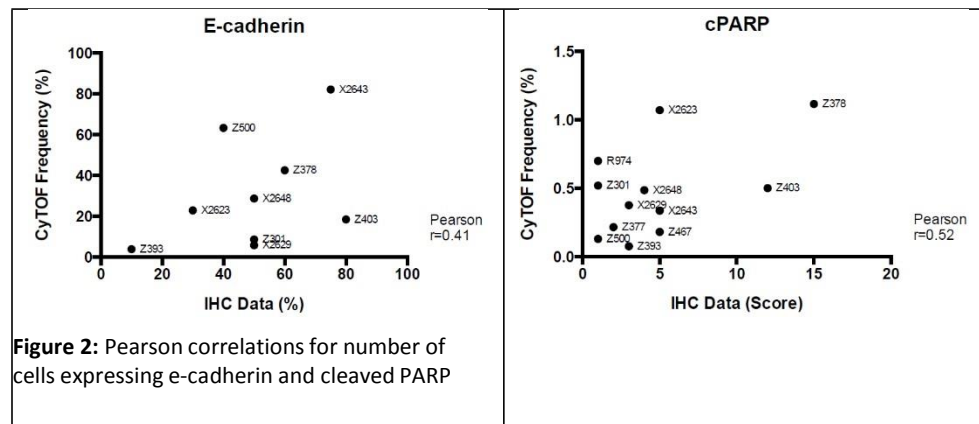 E-cadherin
CyTOF Frequency (%)
100
80
60
40
20
0
X2643
Z500
Z378
X2648
X2623
Z403
Z301
X2629
Z393
Pearson
r=0.41
0 20 40 60 80 100
IHC Data (%)
Figure 2: Pearson correlations for number of
cells expressing e-cadherin and cleaved PARP
cPARP
CyTOF Frequency (%)
1.5
1.0
0.5
0.0
X2623
Z378
R974
Z301
X2648
Z403
X2629
X2643
Z377
Z467
Z500
Z393
Pearson
r=0.52
0 5 10 15 20
IHC Data (Score)